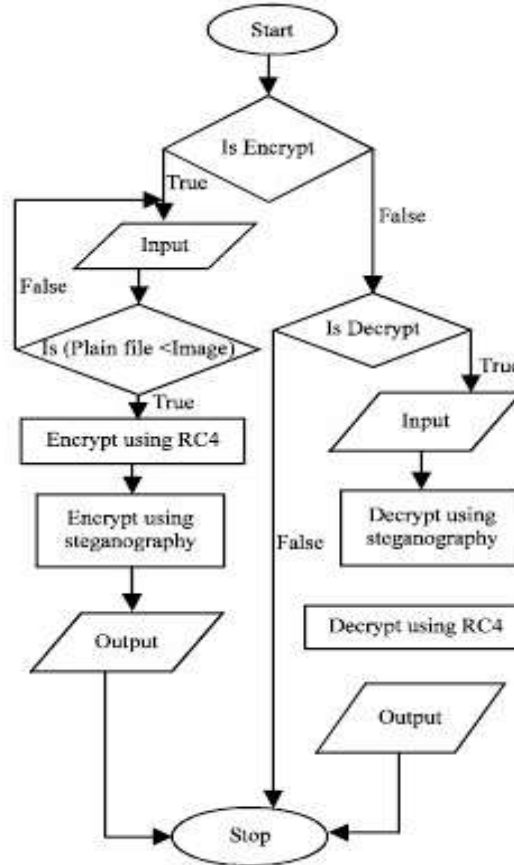 Start
Is Encrypt
True
False
Input
False
Is (Plain file <Image)
Is Decrypt
True
True
Input
Encrypt using RC4
Encrypt using
steganography
Decrypt using
steganography
False
Decrypt using RC4
Output
Output
Stop